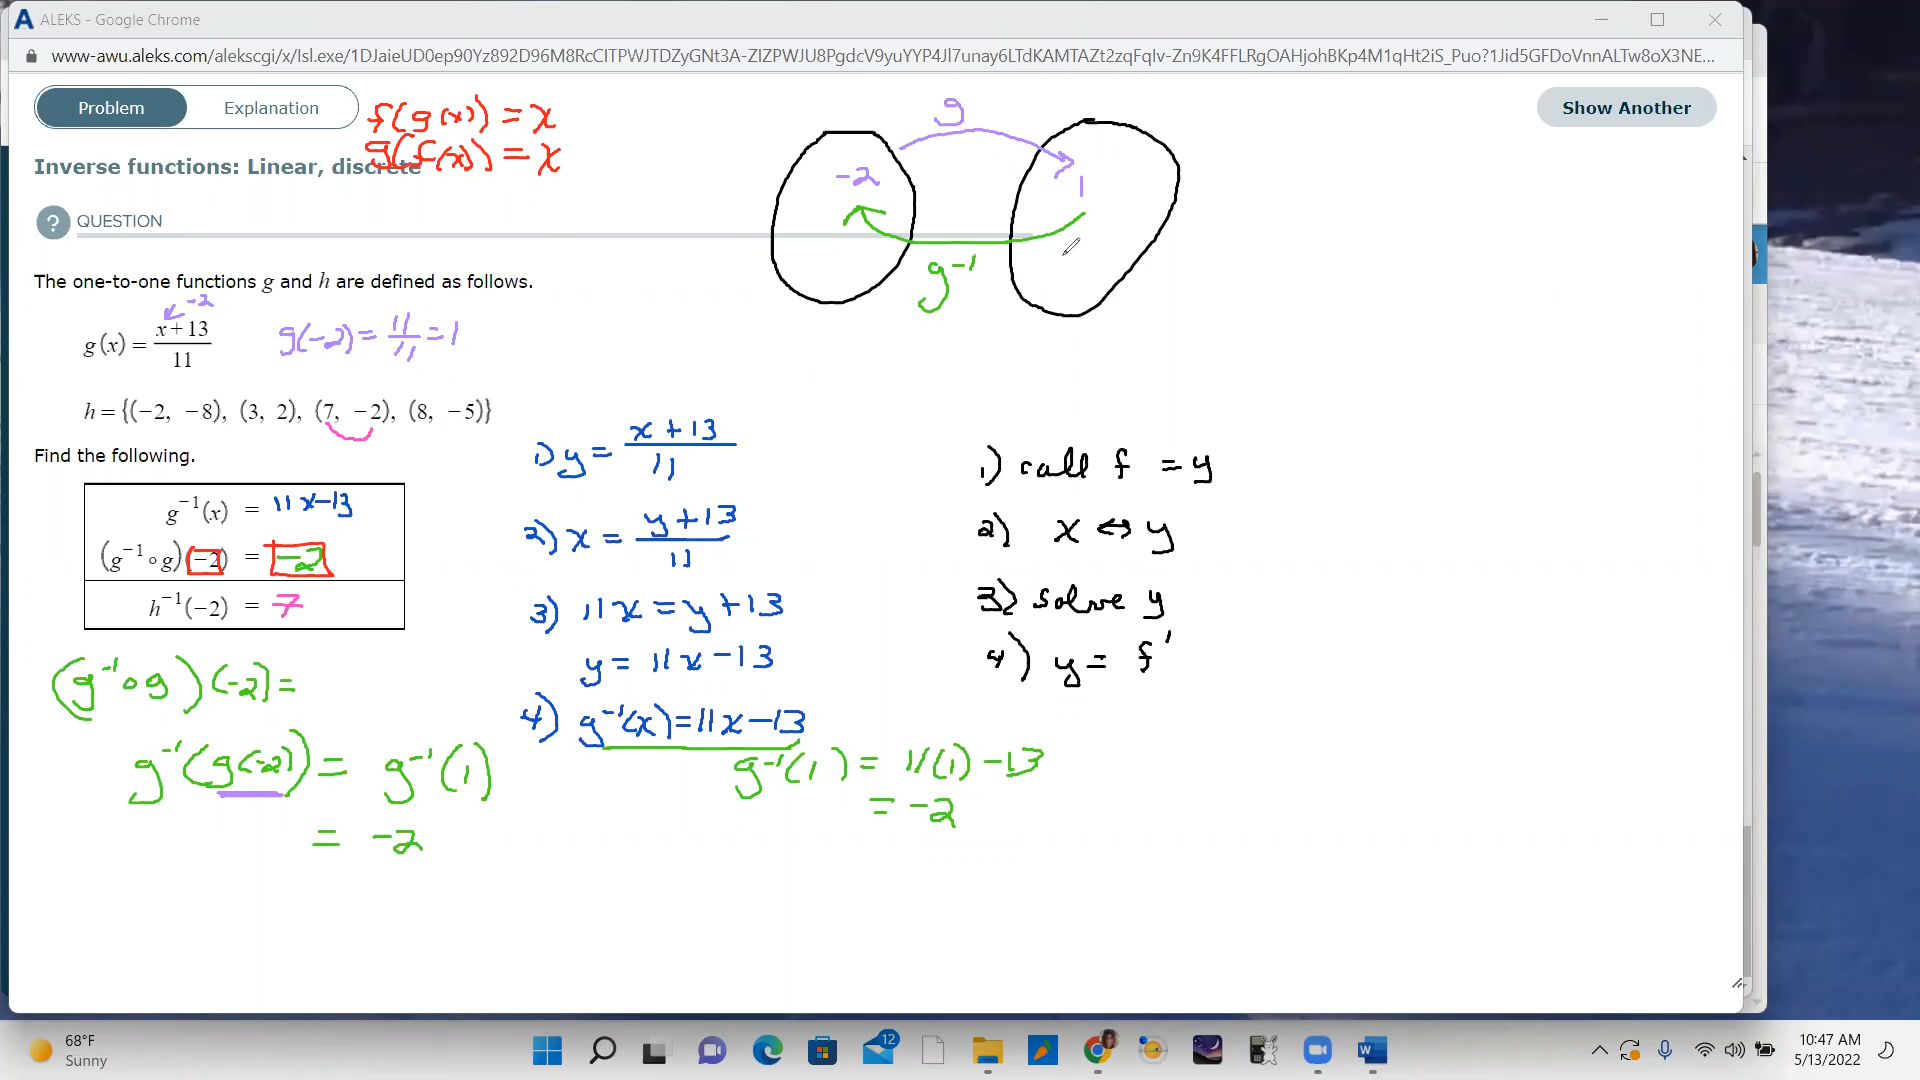 ALEKS - Google Chrome
www-awu.aleks.com/alekscgi/x/Isl.exe/1DJaieUD0ep90Yz892D96M8RcClTPWJTDZyGNt3A-ZIZPWJU8PgdcV9yuYYP4Jl7unay6LTdKAMTAZt2zqFqIv-Zn9K4FFLRgOAHjohBKp4M1qHt2iS_Puo?1Jid5GFDoVnnALTw8oX3NE...
Problem Explanation
Show Another
f(g(x)) = x
g(f(x)) = x
Inverse functions: Linear, discrete
g
-2
1
g⁻¹
? QUESTION
The one-to-one functions g and h are defined as follows.
-2
g(x) = x+13
11
g(-2) = 11/11 = 1
h={(−2, −8), (3, 2), (7, −2), (8, −5)}
Find the following.
g⁻¹(x) = 11x-13
(g⁻¹∘g)(−2) = -2
h⁻¹(−2) = 7
(g⁻¹∘g)(-2) =
g⁻¹(g(-2)) = g⁻¹(1)
= -2
1) y = x+13
11
2) x = y+13
11
3) 11x = y+13
y = 11x-13
4) g⁻¹(x) = 11x-13
g⁻¹(1) = 11(1) -13
= -2
1) call f = y
2) x ↔ y
3) solve y
4) y = f'
68°F
Sunny
12
10:47 AM
5/13/2022